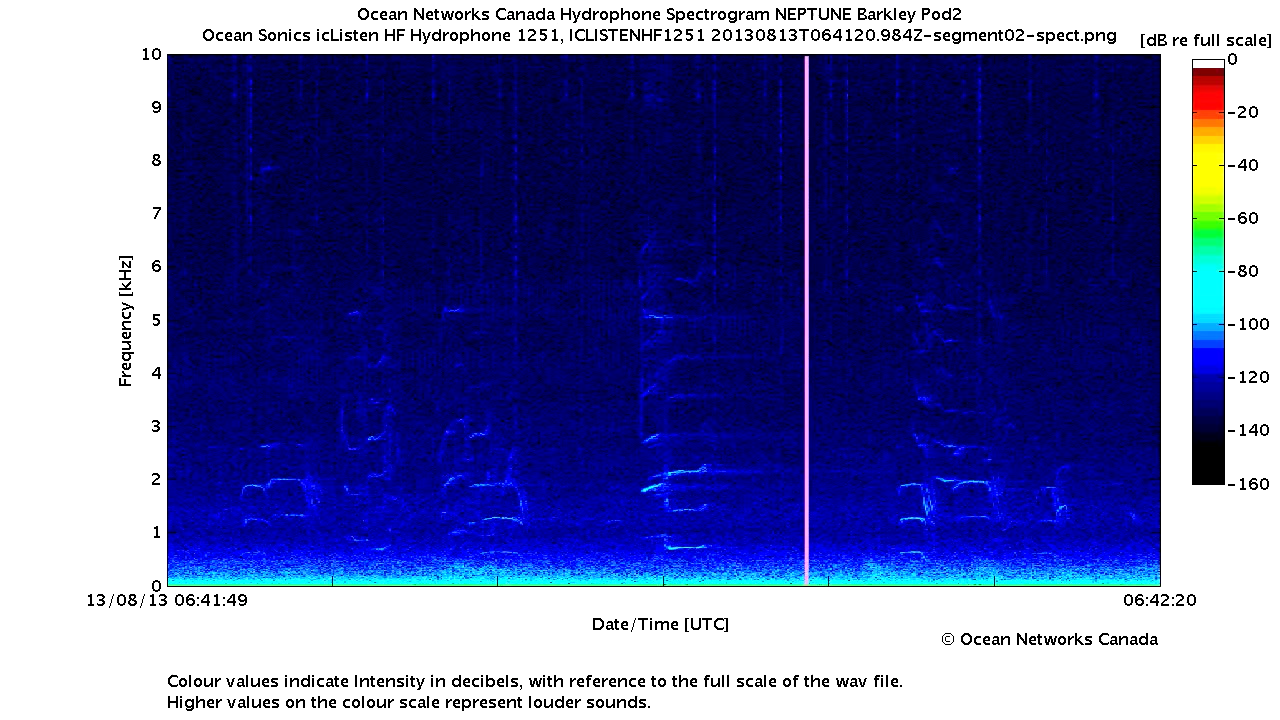 Ocean Networks Canada Hydrophone Spectrogram NEPTUNE Barkley Pod2
Ocean Sonics icListen HF Hydrophone 1251, ICLISTENHF1251 20130813T064120.984Z-segment02-spect.png
[dB re full scale]
10
9
8
7
6
5
4
3
2
1
0
Frequency [kHz]
0
-20
-40
-60
-80
-100
-120
-140
-160
13/08/13 06:41:49
06:42:20
Date/Time [UTC]
© Ocean Networks Canada
Colour values indicate Intensity in decibels, with reference to the full scale of the wav file.
Higher values on the colour scale represent louder sounds.